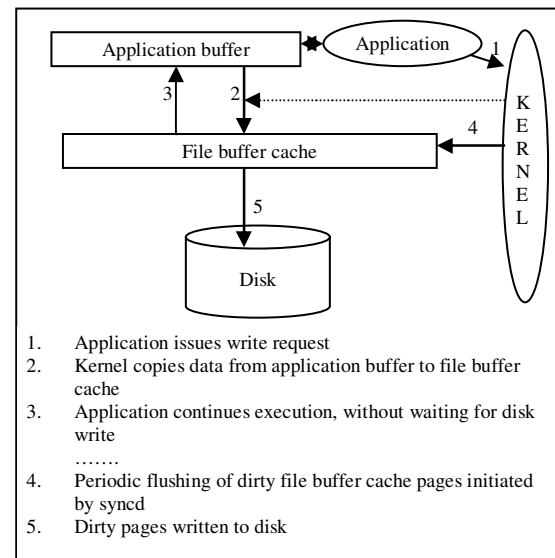 Application buffer
Application
1
3
2
K
E
R
N
E
L
4
File buffer cache
5
Disk
1. Application issues write request
2. Kernel copies data from application buffer to file buffer
cache
3. Application continues execution, without waiting for disk
write
…….
4. Periodic flushing of dirty file buffer cache pages initiated
by syncd
5. Dirty pages written to disk